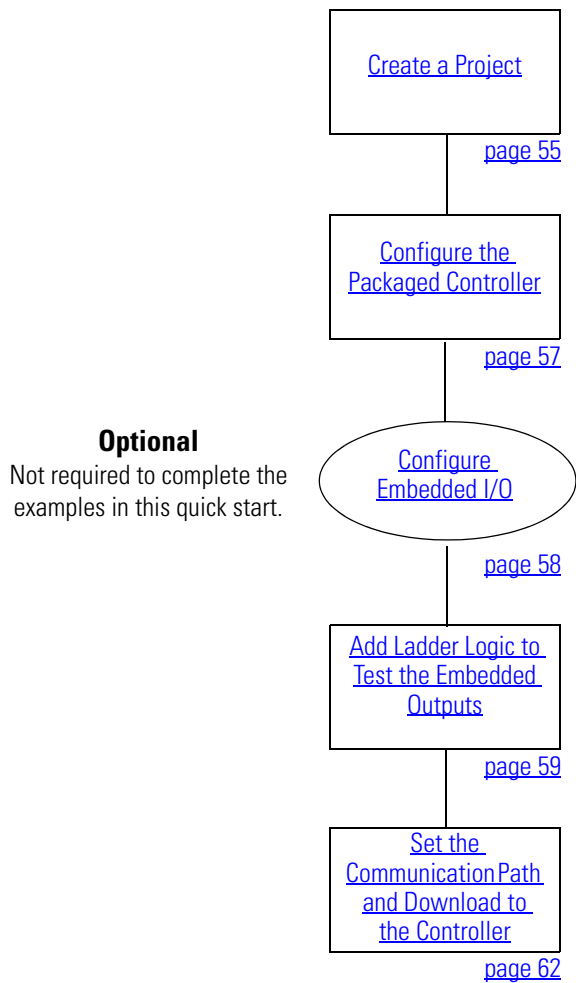 Create a Project
page 55
Configure the
Packaged Controller
page 57
Optional
Not required to complete the
examples in this quick start.
Configure
Embedded I/O
page 58
Add Ladder Logic to
Test the Embedded
Outputs
page 59
Set the
Communication Path
and Download to
the Controller
page 62